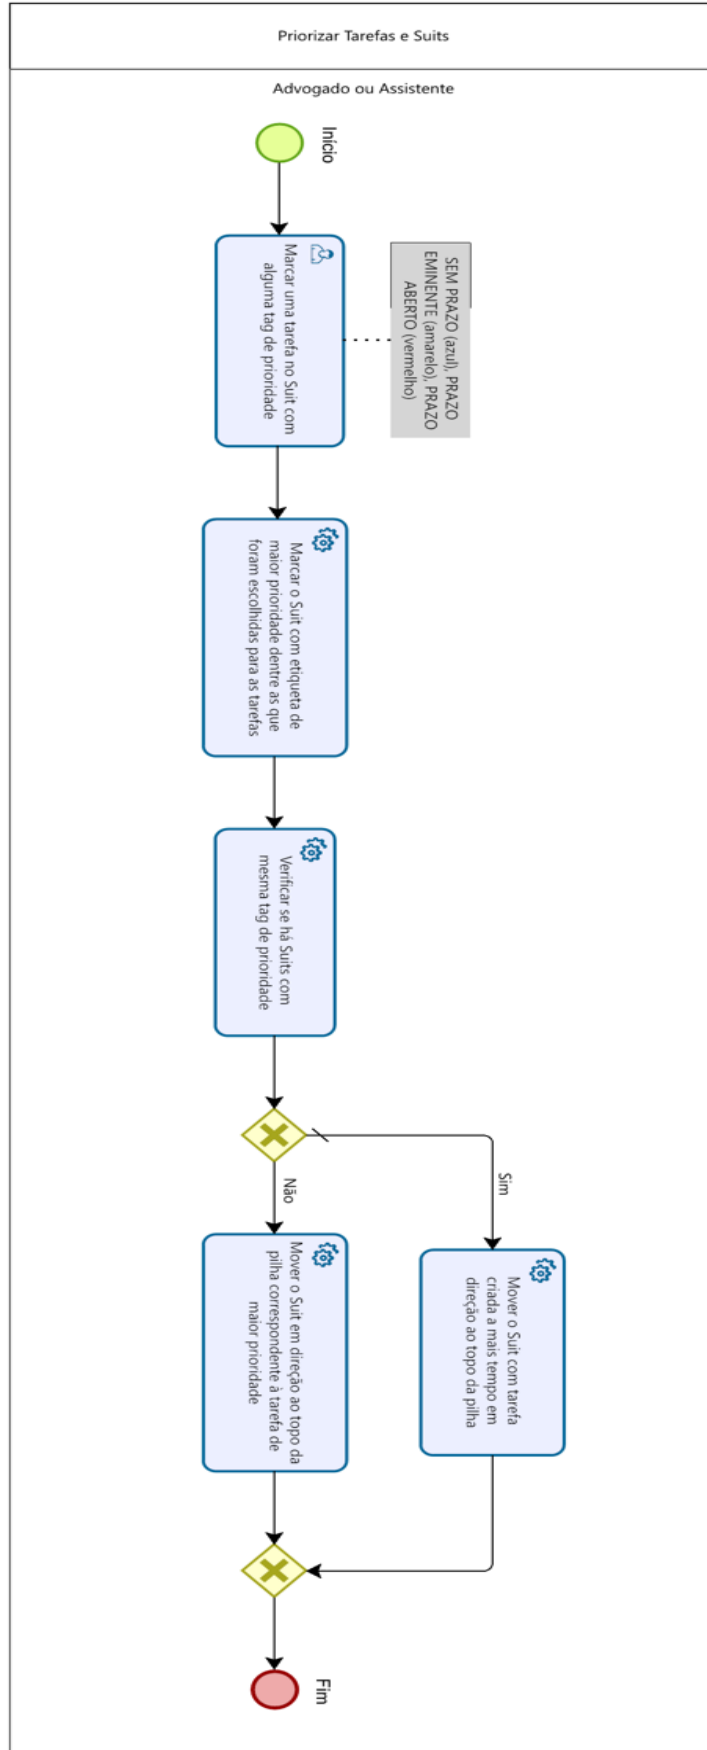 Priorizar Tarefas e Suits
Advogado ou Assistente
Início
SEM PRAZO (azul), PRAZO
EMINENTE (amarelo), PRAZO
ABERTO (vermelho)
Marcar uma tarefa no Suit com
alguma tag de prioridade
Marcar o Suit com etiqueta de
maior prioridade dentre as que
foram escolhidas para as tarefas
Verificar se há Suits com
mesma tag de prioridade
Sim
Não
Mover o Suit com tarefa
criada a mais tempo em
direção ao topo da pilha
Mover o Suit em direção ao topo da
pilha correspondente à tarefa de
maior prioridade
Fim